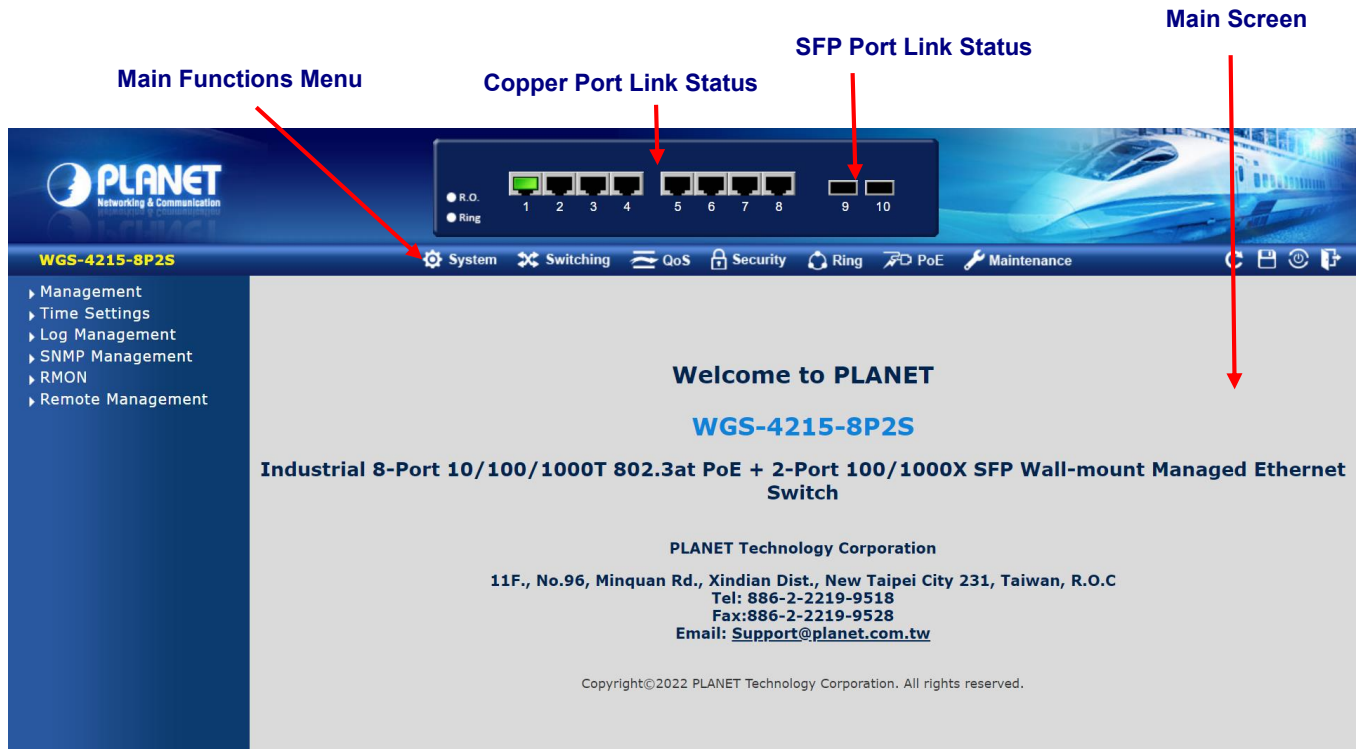 Main Screen
SFP Port Link Status
Main Functions Menu
Copper Port Link Status
PLANET
Networking & Communication
R.O.
Ring
1 2 3 4 5 6 7 8 9 10
WGS-4215-8P2S
System Switching QoS Security Ring PoE Maintenance
Management
Time Settings
Log Management
SNMP Management
RMON
Remote Management
Welcome to PLANET
WGS-4215-8P2S
Industrial 8-Port 10/100/1000T 802.3at PoE + 2-Port 100/1000X SFP Wall-mount Managed Ethernet
Switch
PLANET Technology Corporation
11F., No.96, Minquan Rd., Xindian Dist., New Taipei City 231, Taiwan, R.O.C
Tel: 886-2-2219-9518
Fax:886-2-2219-9528
Email: Support@planet.com.tw
Copyright©2022 PLANET Technology Corporation. All rights reserved.